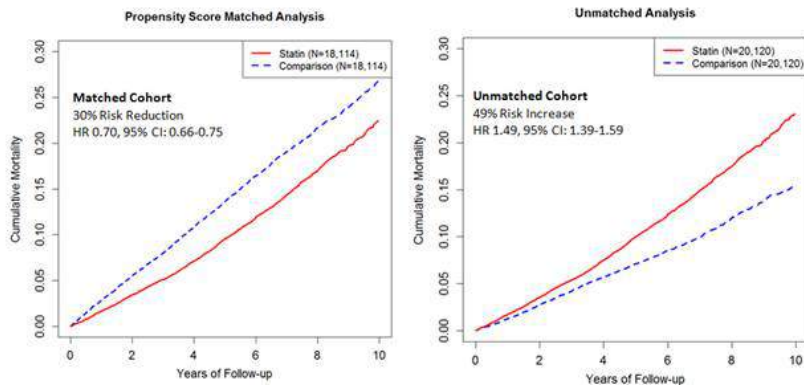 Propensity Score Matched Analysis
Statin (N=18,114)
Comparison (N=18,114)
Matched Cohort
30% Risk Reduction
HR 0.70, 95% CI: 0.66-0.75
Cumulative Mortality
0.30
0.25
0.20
0.15
0.10
0.05
0.00
0 2 4 6 8 10
Years of Follow-up
Unmatched Analysis
Statin (N=20,120)
Comparison (N=20,120)
Unmatched Cohort
49% Risk Increase
HR 1.49, 95% CI: 1.39-1.59
Cumulative Mortality
0.30
0.25
0.20
0.15
0.10
0.05
0.00
0 2 4 6 8 10
Years of Follow-up